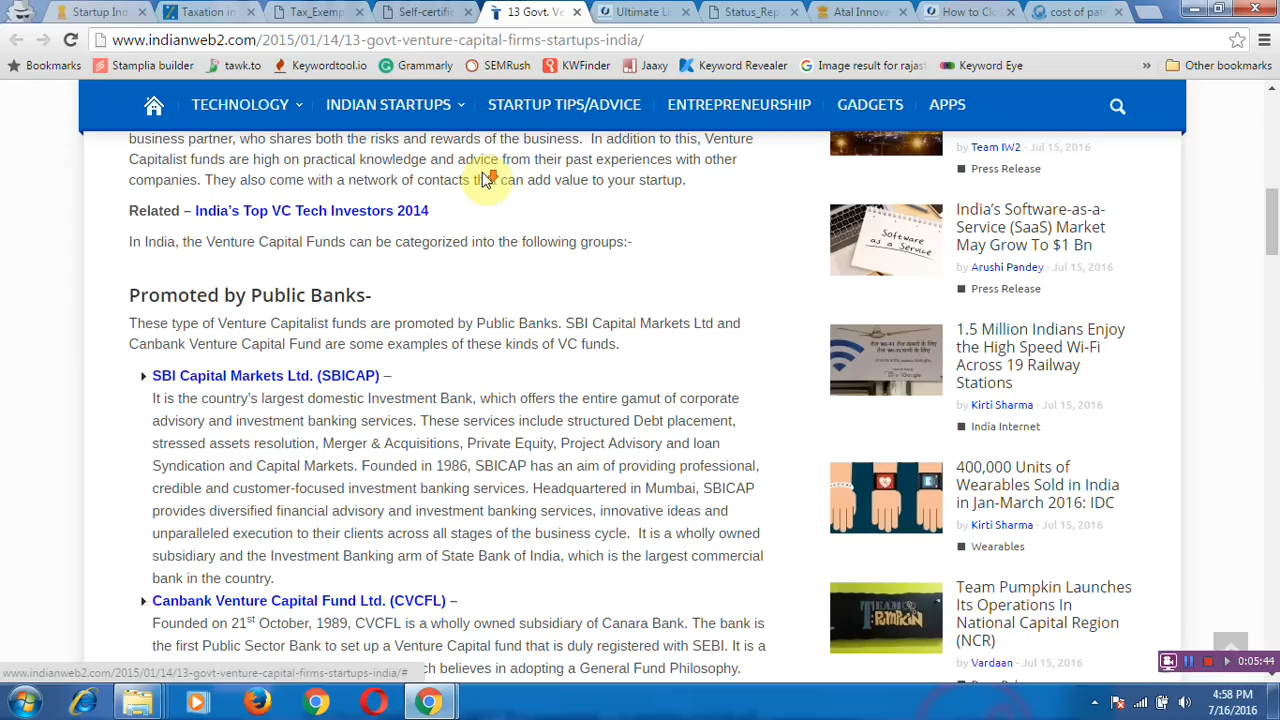 Startup Ind
Taxation in
Tax_Exemp
Self-certific
13 Govt. Ve
Ultimate Li
Status_Rep
Atal Innova
How to Clo
cost of pat
www.indianweb2.com/2015/01/14/13-govt-venture-capital-firms-startups-india/
Bookmarks
Stamplia builder
tawk.to
Keywordtool.io
Grammarly
SEMRush
KWFinder
Jaaxy
Keyword Revealer
Image result for rajast
Keyword Eye
»
Other bookmarks
TECHNOLOGY
INDIAN STARTUPS
STARTUP TIPS/ADVICE
ENTREPRENEURSHIP
GADGETS
APPS
business partner, who shares both the risks and rewards of the business. In addition to this, Venture
Capitalist funds are high on practical knowledge and advice from their past experiences with other
companies. They also come with a network of contacts that can add value to your startup.
Related – India's Top VC Tech Investors 2014
In India, the Venture Capital Funds can be categorized into the following groups:-
Promoted by Public Banks-
These type of Venture Capitalist funds are promoted by Public Banks. SBI Capital Markets Ltd and
Canbank Venture Capital Fund are some examples of these kinds of VC funds.
SBI Capital Markets Ltd. (SBICAP) –
It is the country's largest domestic Investment Bank, which offers the entire gamut of corporate
advisory and investment banking services. These services include structured Debt placement,
stressed assets resolution, Merger & Acquisitions, Private Equity, Project Advisory and loan
Syndication and Capital Markets. Founded in 1986, SBICAP has an aim of providing professional,
credible and customer-focused investment banking services. Headquartered in Mumbai, SBICAP
provides diversified financial advisory and investment banking services, innovative ideas and
unparalleled execution to their clients across all stages of the business cycle. It is a wholly owned
subsidiary and the Investment Banking arm of State Bank of India, which is the largest commercial
bank in the country.
Canbank Venture Capital Fund Ltd. (CVCFL) –
Founded on 21st October, 1989, CVCFL is a wholly owned subsidiary of Canara Bank. The bank is
the first Public Sector Bank to set up a Venture Capital fund that is duly registered with SEBI. It is a
ch believes in adopting a General Fund Philosophy.
by Team IW2 - Jul 15, 2016
Press Release
Software
as a Service
India's Software-as-a-
Service (SaaS) Market
May Grow To $1 Bn
by Arushi Pandey - Jul 15, 2016
Press Release
1.5 Million Indians Enjoy
the High Speed Wi-Fi
Across 19 Railway
Stations
by Kirti Sharma - Jul 15, 2016
India Internet
400,000 Units of
Wearables Sold in India
in Jan-March 2016: IDC
by Kirti Sharma - Jul 15, 2016
Wearables
TEAM
PUMPKIN
Team Pumpkin Launches
Its Operations In
National Capital Region
(NCR)
by Vardaan - Jul 15, 2016
www.indianweb2.com/2015/01/14/13-govt-venture-capital-firms-startups-india/#
0:05:44
4:58 PM
7/16/2016